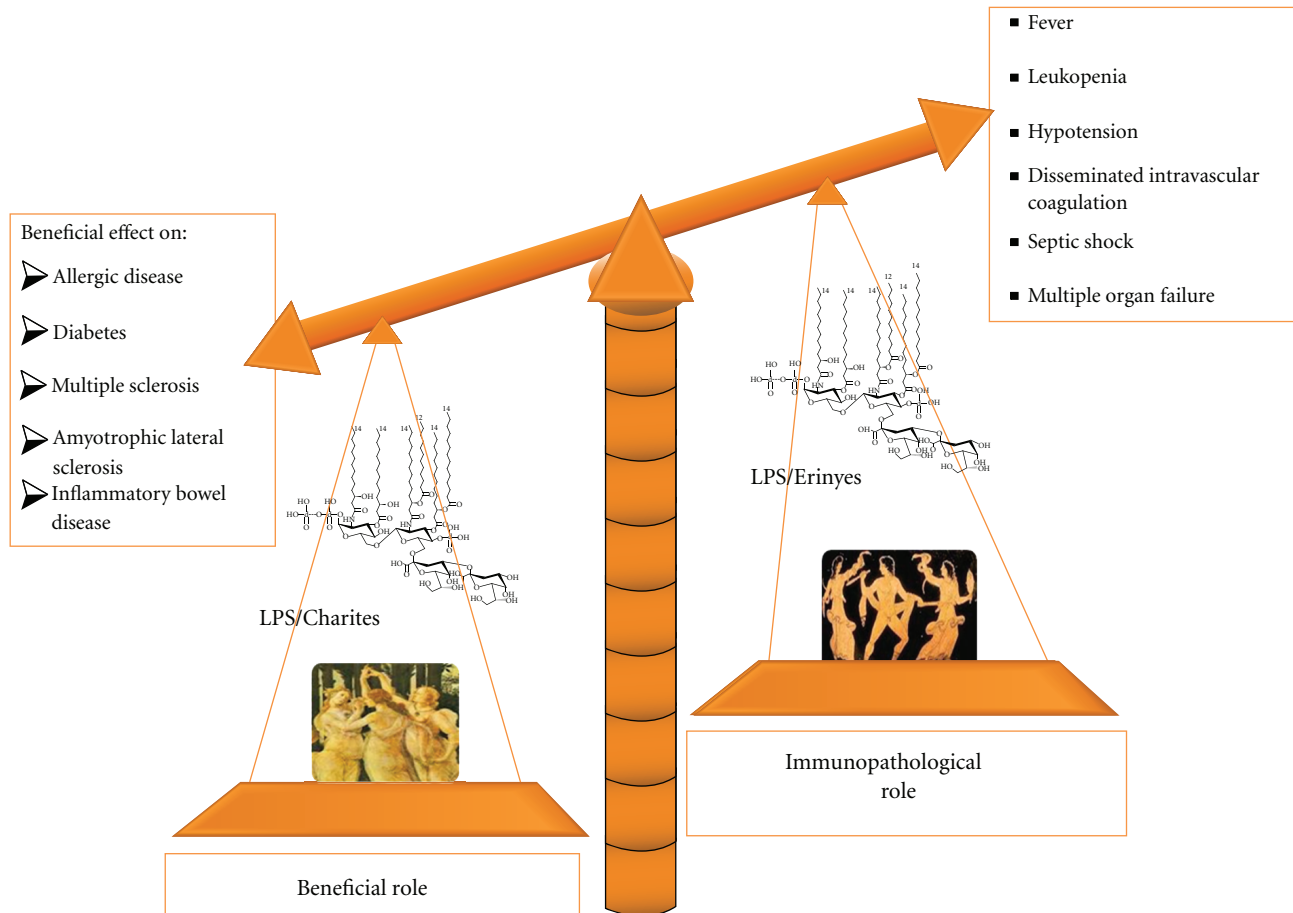 Fever
Leukopenia
Hypotension
Disseminated intravascular
coagulation
Septic shock
Multiple organ failure
Beneficial effect on:
Allergic disease
Diabetes
Multiple sclerosis
Amyotrophic lateral
sclerosis
Inflammatory bowel
disease
LPS/Charites
LPS/Erinyes
Beneficial role
Immunopathological
role